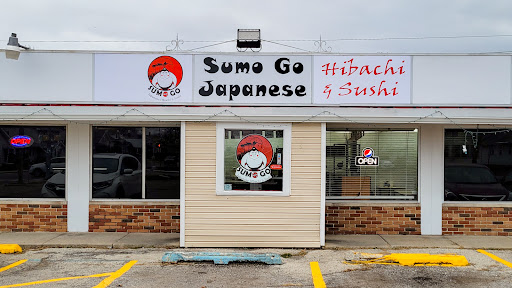 Sumo Go
Japanese
Hibachi
& Sushi
SUMO GO
SUMO GO
OPEN